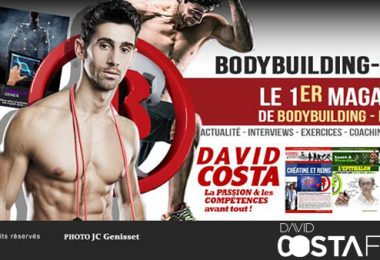 BODYBUILDING-
LE 1ER MAGA
DE BODYBUILDING -
ACTUALITÉ - INTERVIEWS - EXERCICES - COACHIN
DAVID
COSTA
La PASSION & les
COMPÉTENCES
avant tout !
CRÉATINE ET REINS
L'EPITHALON
its réservés
PHOTO JC Genisset
DAVID
COSTA F